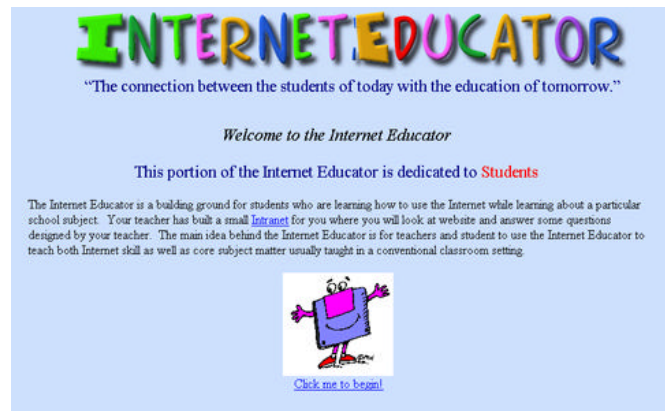 INTERNET EDUCATOR
“The connection between the students of today with the education of tomorrow.”
Welcome to the Internet Educator
This portion of the Internet Educator is dedicated to Students
The Internet Educator is a building ground for students who are learning how to use the Internet while learning about a particular
school subject. Your teacher has built a small Intranet for you where you will look at website and answer some questions
designed by your teacher. The main idea behind the Internet Educator is for teachers and student to use the Internet Educator to
teach both Internet skill as well as core subject matter usually taught in a conventional classroom setting.
Click me to begin!